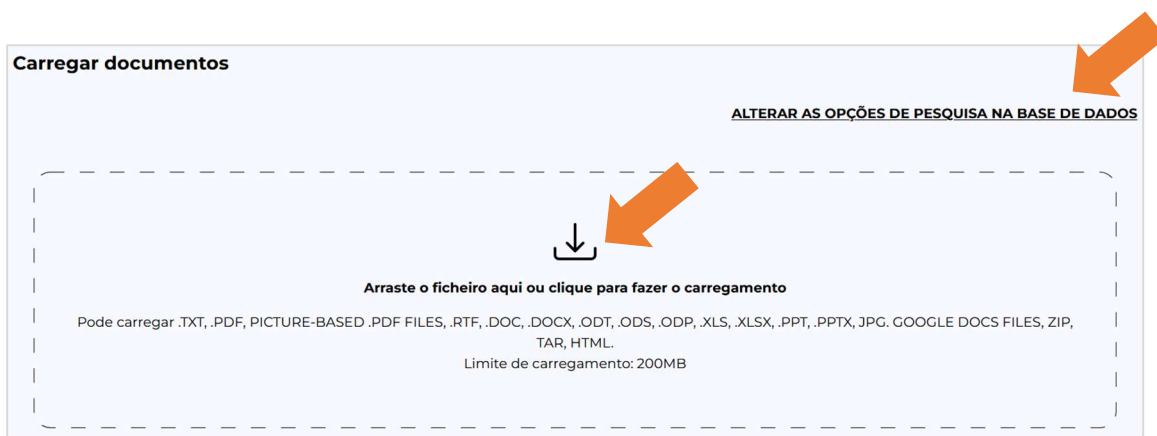 Carregar documentos
ALTERAR AS OPÇÕES DE PESQUISA NA BASE DE DADOS
Arraste o ficheiro aqui ou clique para fazer o carregamento
Pode carregar .TXT, .PDF, PICTURE-BASED .PDF FILES, .RTF, .DOC, .DOCX, .ODT, .ODS, .ODP, .XLS, .XLSX, .PPT, .PPTX, JPG. GOOGLE DOCS FILES, ZIP,
TAR, HTML.
Limite de carregamento: 200MB